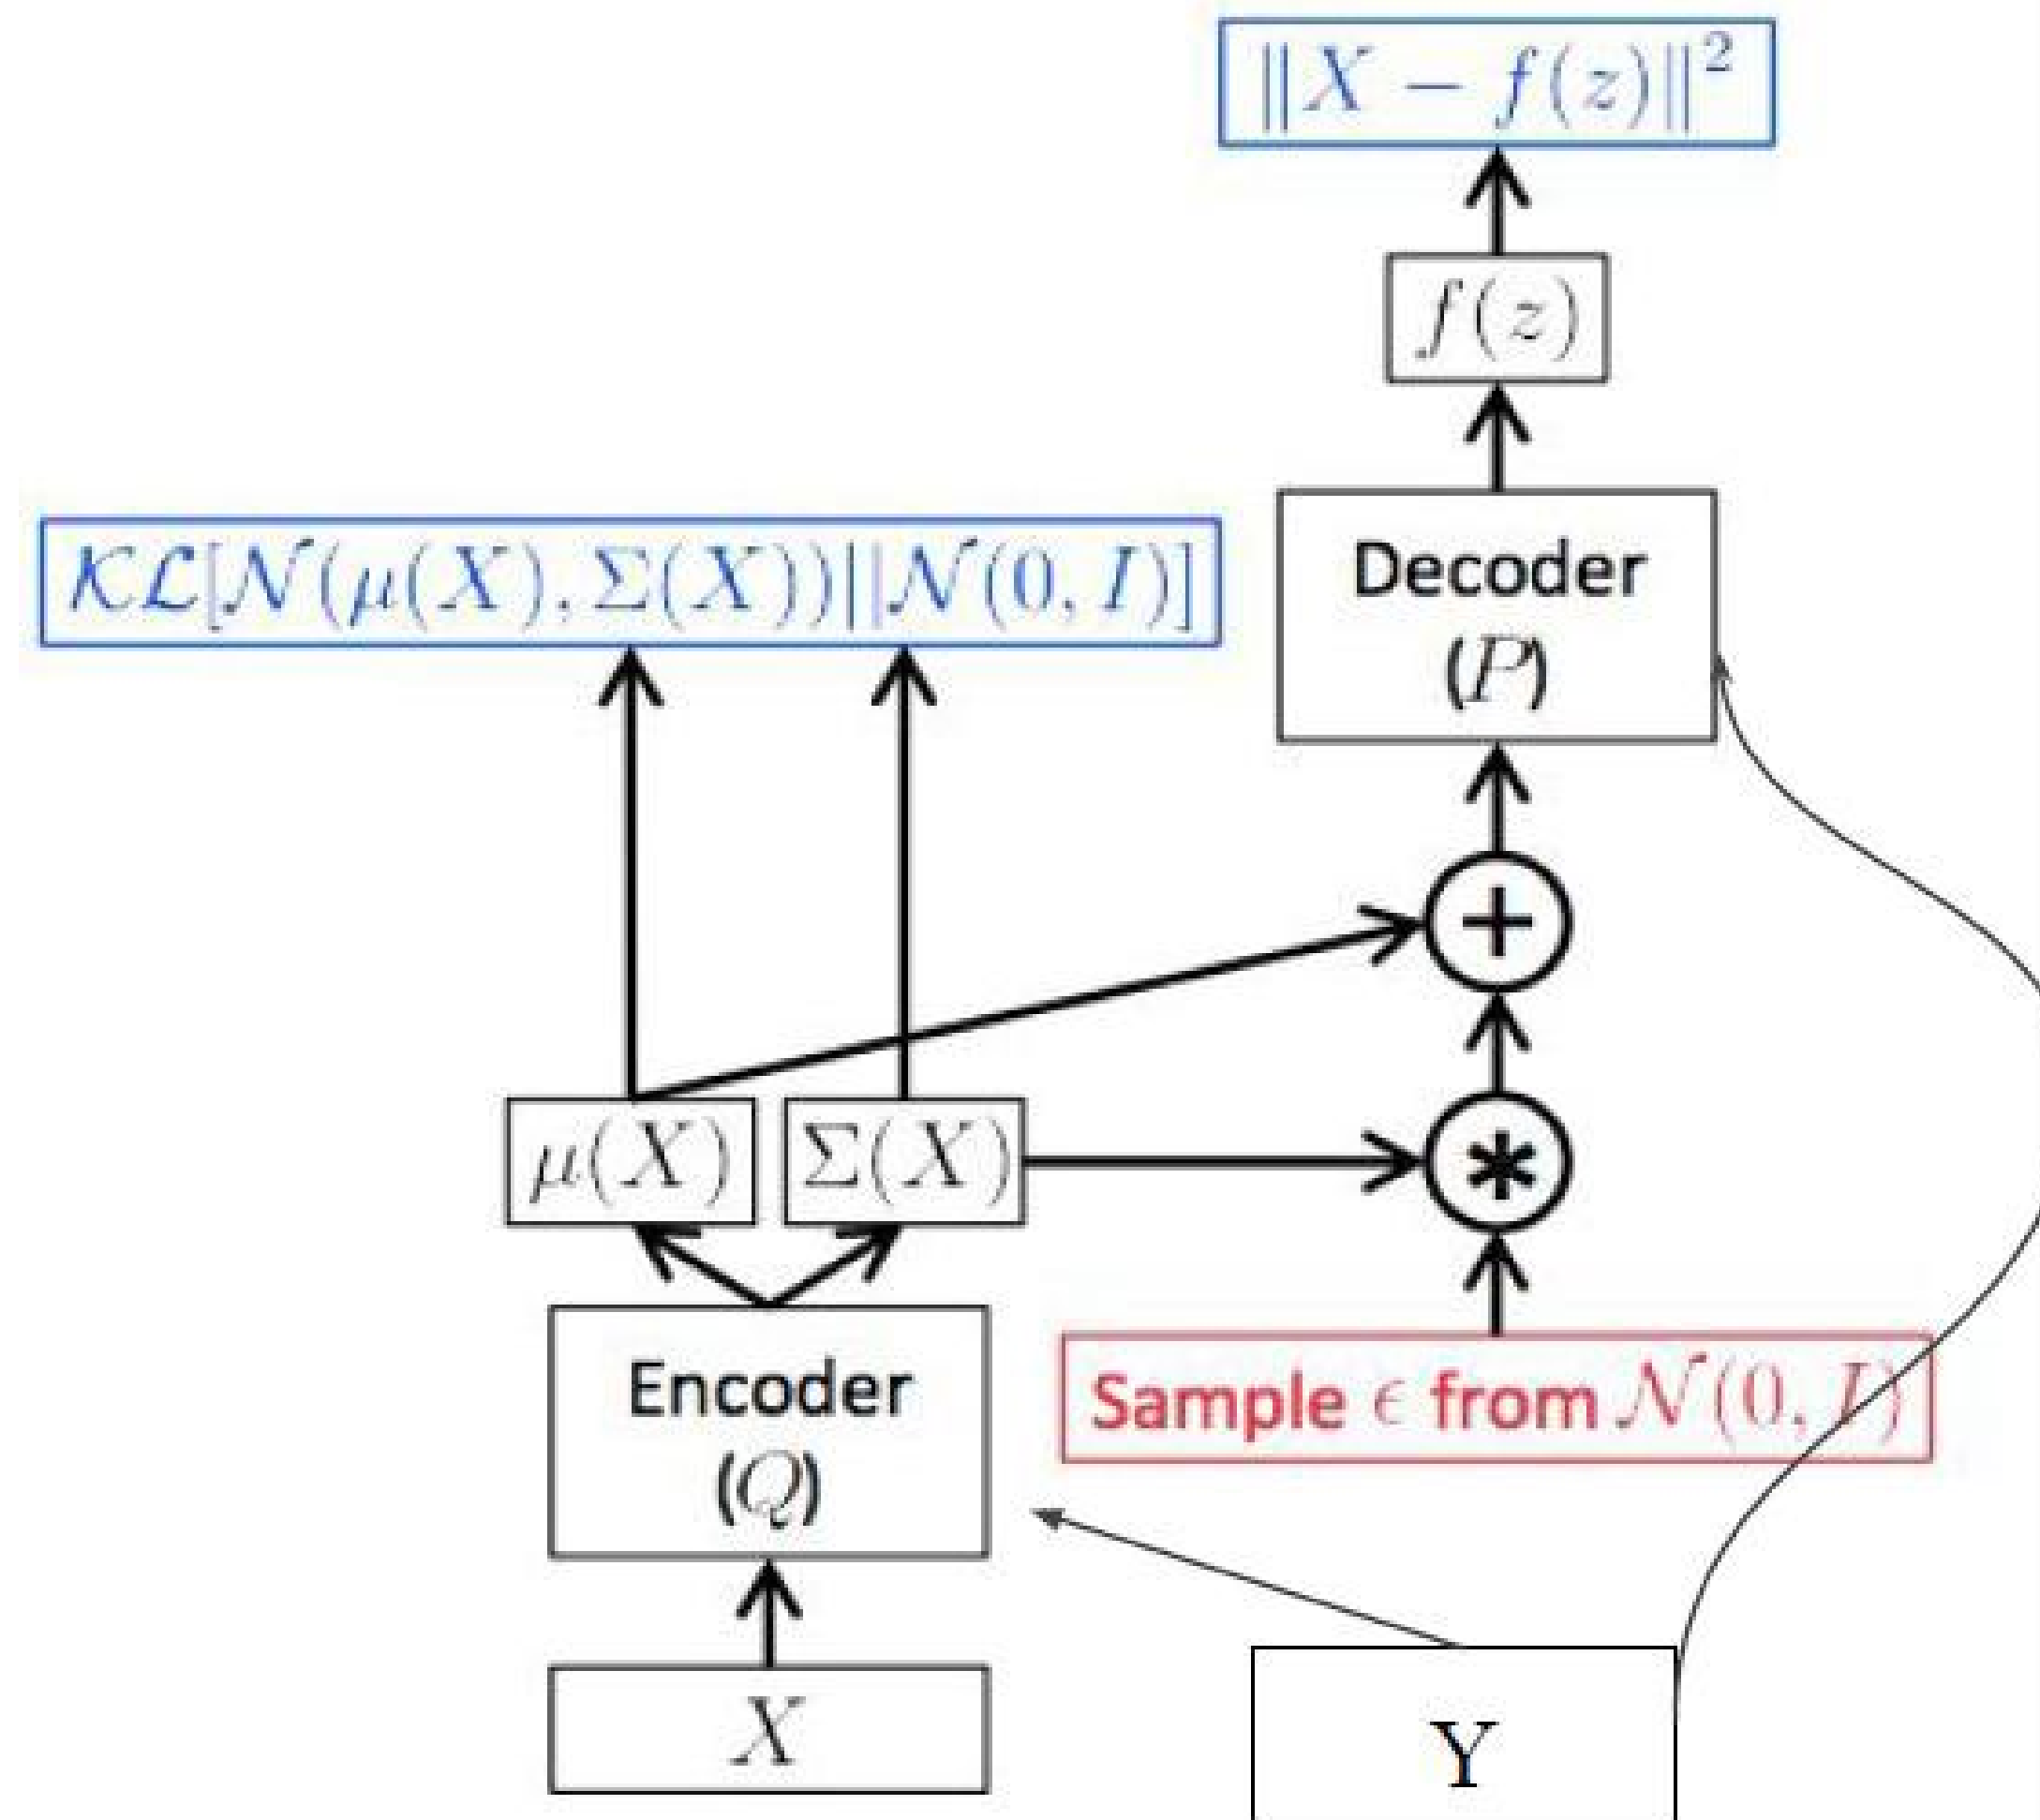 ‖X − f(z)‖²
f(z)
Decoder
(P)
𝒦ℒ[𝒩(μ(X), Σ(X))||𝒩(0, I)]
+
μ(X)
Σ(X)
*
Encoder
(Q)
Sample ϵ from 𝒩(0, I)
X
Y